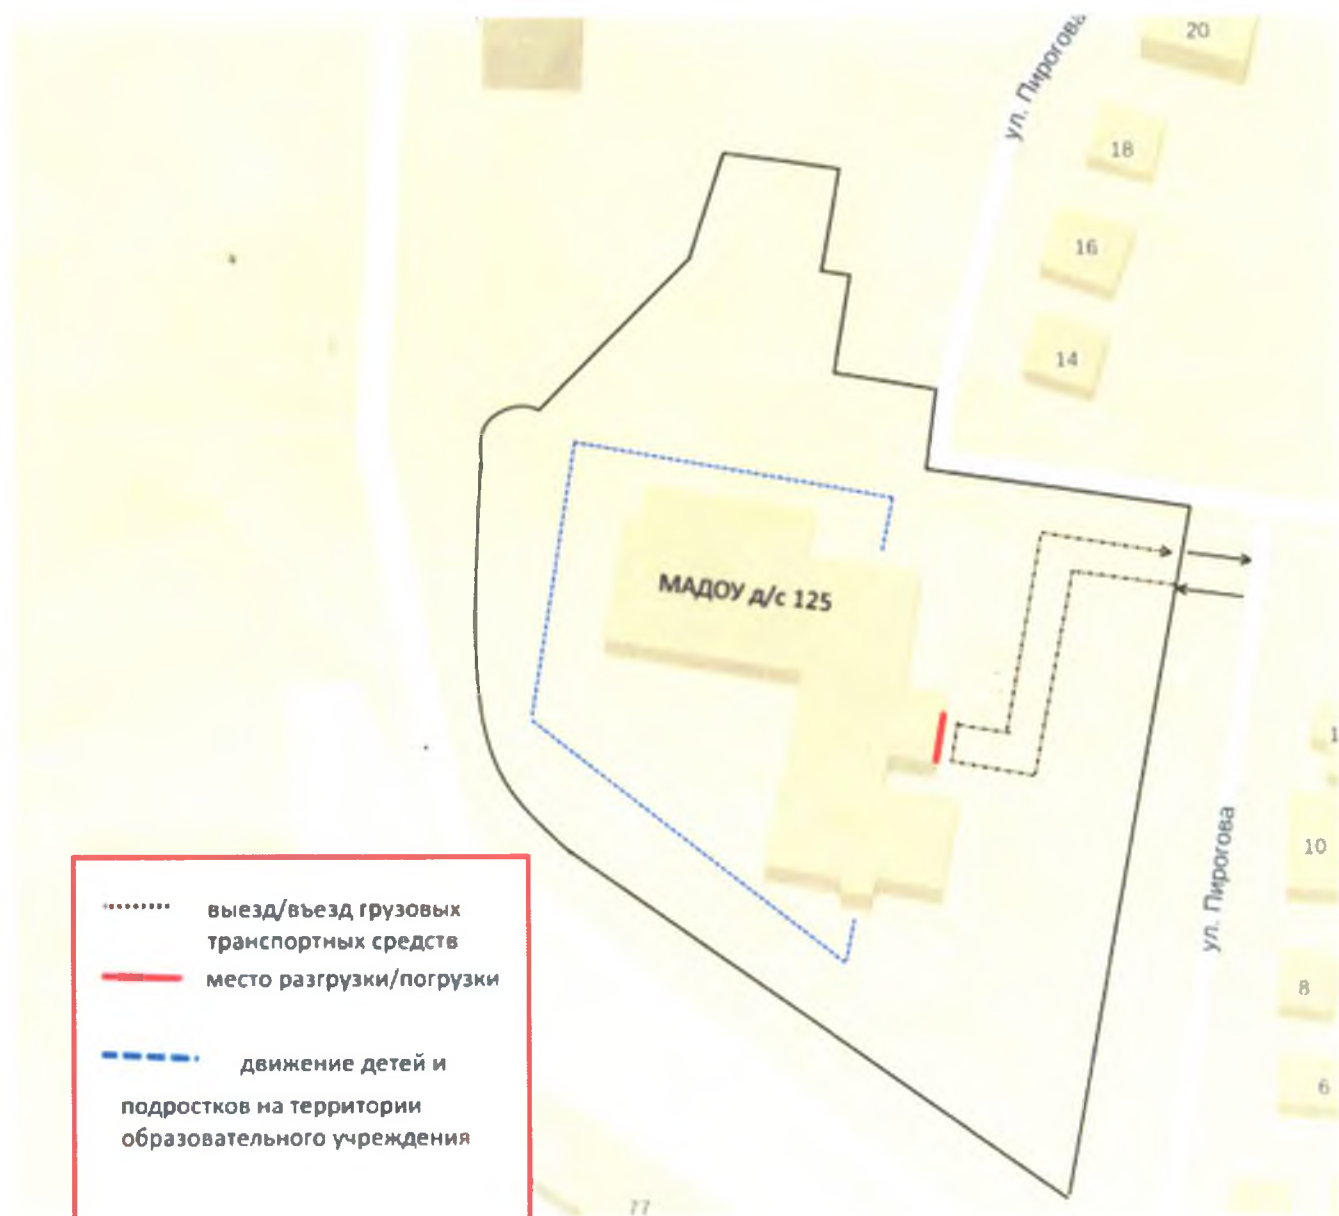 20
ул. Пирогова
18
16
14
МАДОУ д/с 125
1
10
ул. Пирогова
8
6
выезд/въезд грузовых
транспортных средств
место разгрузки/погрузки
движение детей и
подростков на территории
образовательного учреждения
77